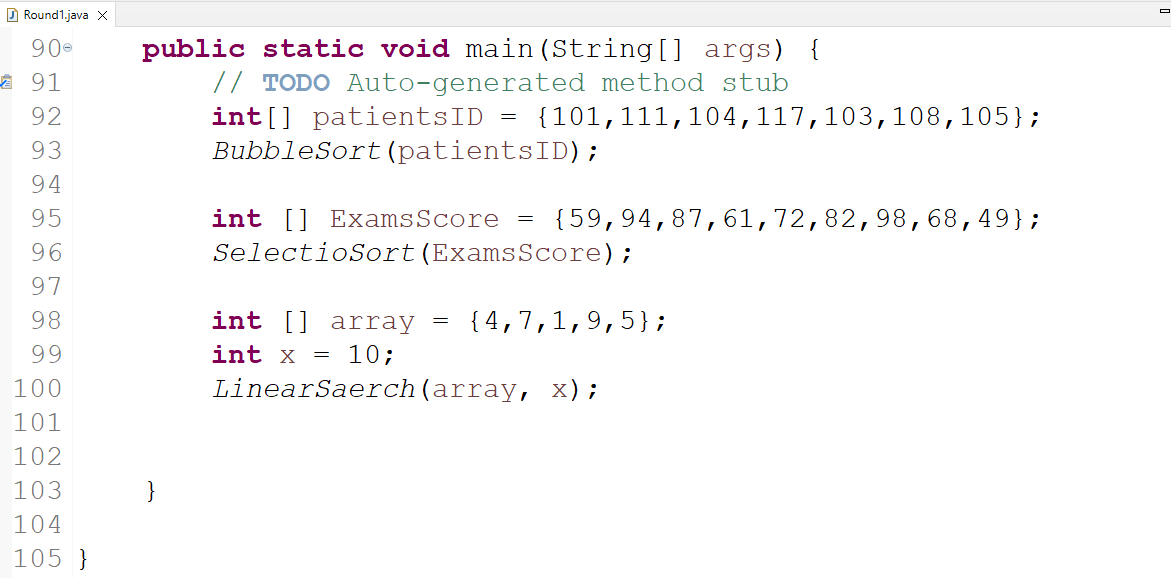 Round1.java
90 public static void main(String[] args) {
91 // TODO Auto-generated method stub
92 int[] patientsID = {101,111,104,117,103,108,105};
93 BubbleSort(patientsID);
94
95 int [] ExamsScore = {59,94,87,61,72,82,98,68,49};
96 SelectioSort(ExamsScore);
97
98 int [] array = {4,7,1,9,5};
99 int x = 10;
100 LinearSaerch(array, x);
101
102
103 }
104
105 }